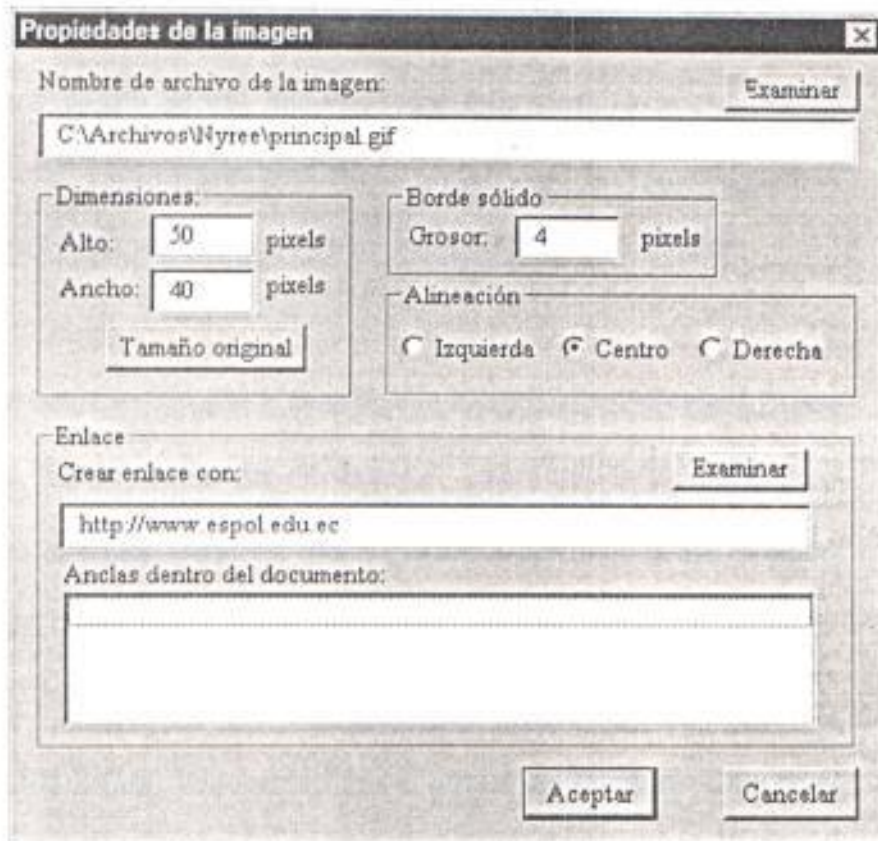 Propiedades de la imagen
Nombre de archivo de la imagen:
Examinar
C:\Archivos\Nyree\principal.gif
Dimensiones:
Alto: 50 pixels
Ancho: 40 pixels
Tamaño original
Borde sólido
Grosor: 4 pixels
Alineación
Izquierda Centro Derecha
Enlace
Crear enlace con:
Examinar
http://www.espol.edu.ec
Anclas dentro del documento:
Aceptar Cancelar